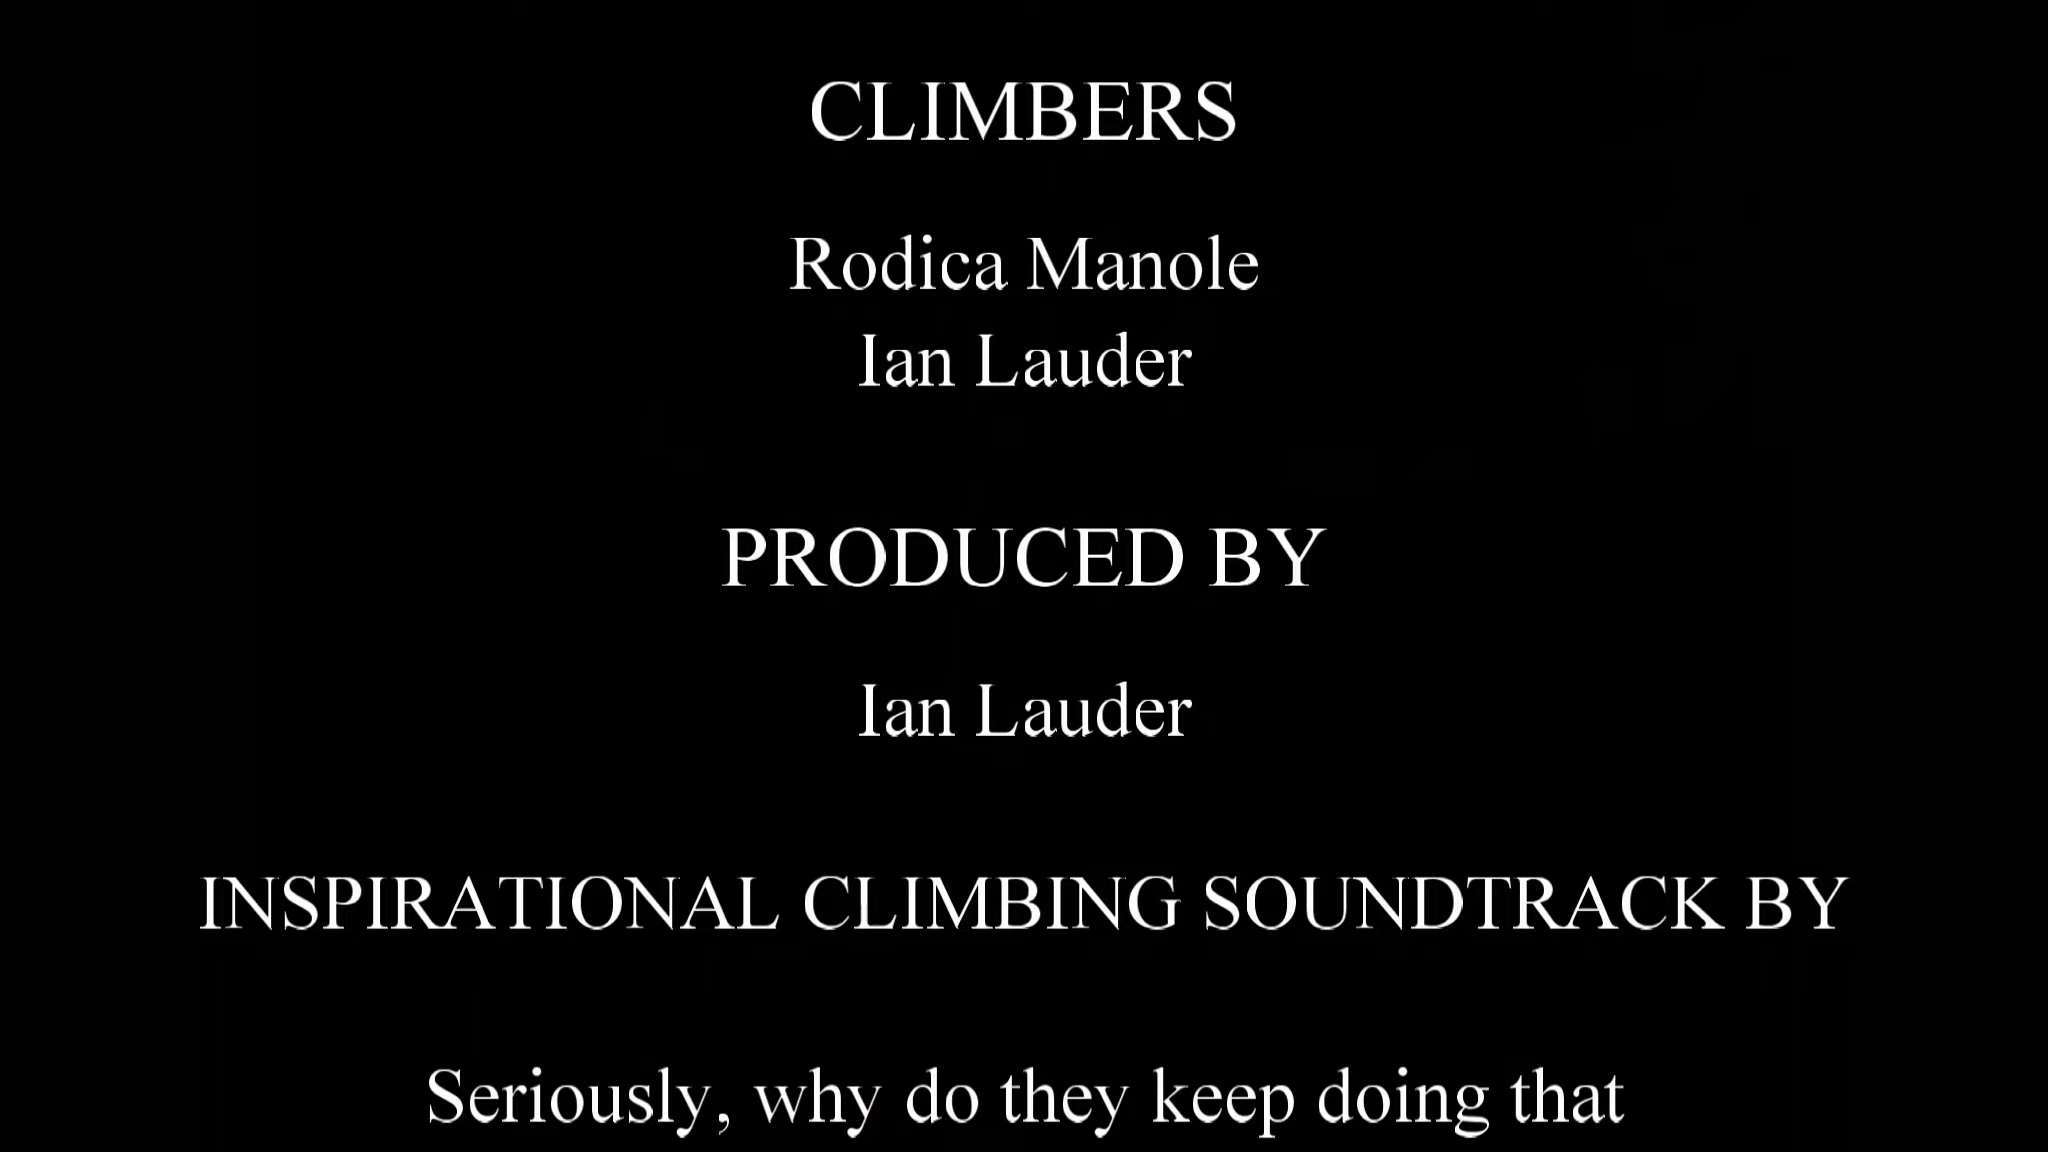 CLIMBERS
Rodica Manole
Ian Lauder
PRODUCED BY
Ian Lauder
INSPIRATIONAL CLIMBING SOUNDTRACK BY
Seriously, why do they keep doing that